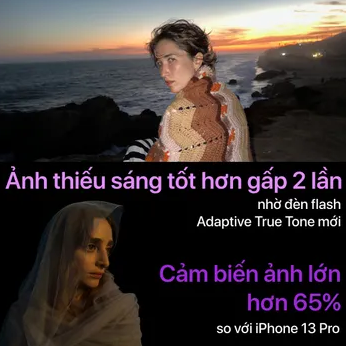 Ảnh thiếu sáng tốt hơn gấp 2 lần
nhờ đèn flash
Adaptive True Tone mới
Cảm biến ảnh lớn
hơn 65%
so với iPhone 13 Pro